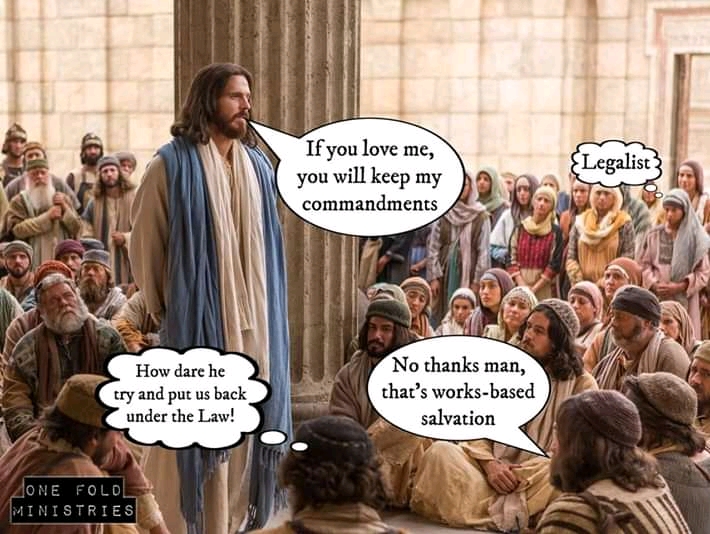 If you love me,
you will keep my
commandments
Legalist
How dare he
try and put us back
under the Law!
No thanks man,
that's works-based
salvation
ONE FOLD
MINISTRIES